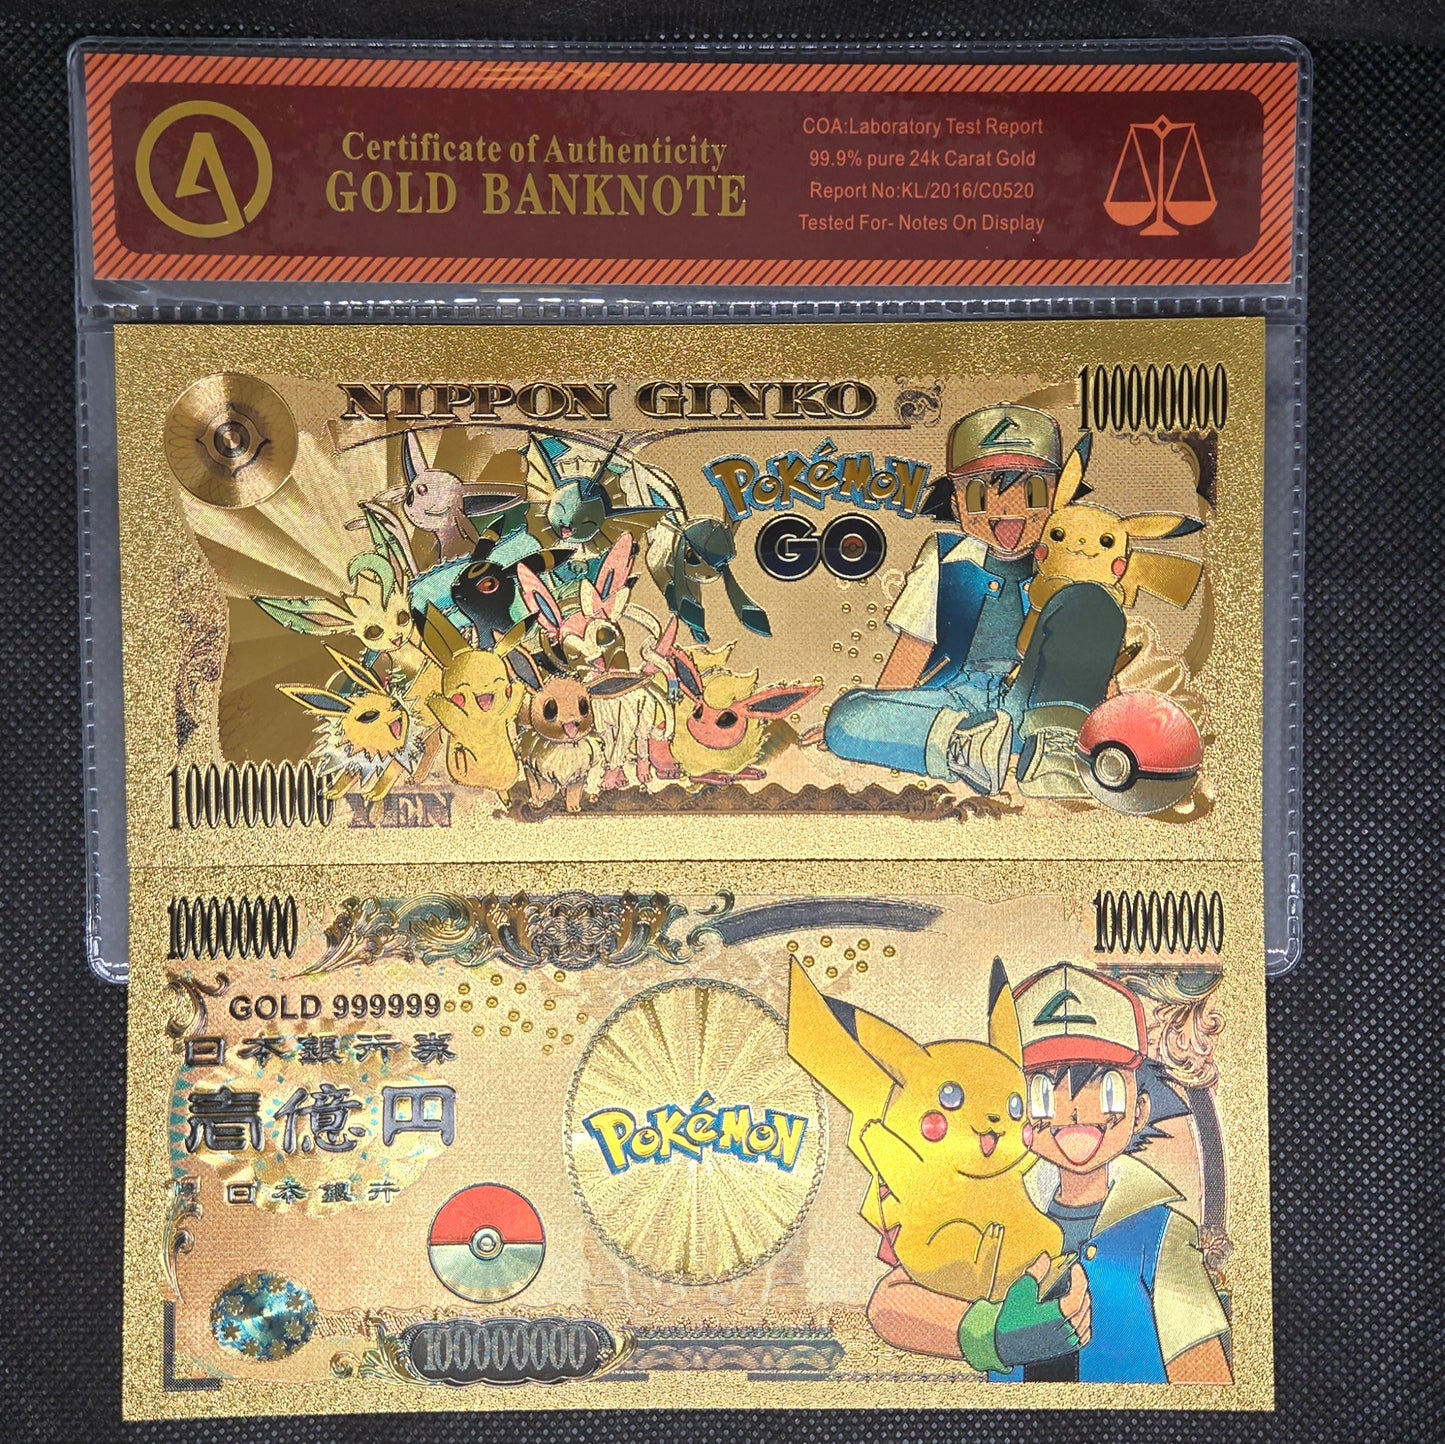 Certificate of Authenticity
GOLD BANKNOTE
COA:Laboratory Test Report
99.9% pure 24k Carat Gold
Report No:KL/2016/C0520
Tested For- Notes On Display
NIPPON GINKO
100000000
POKéMON
GO
100000000
YEN
100000000
100000000
GOLD 999999
日本銀行券
壱億円
日本銀行
POKéMON
100000000